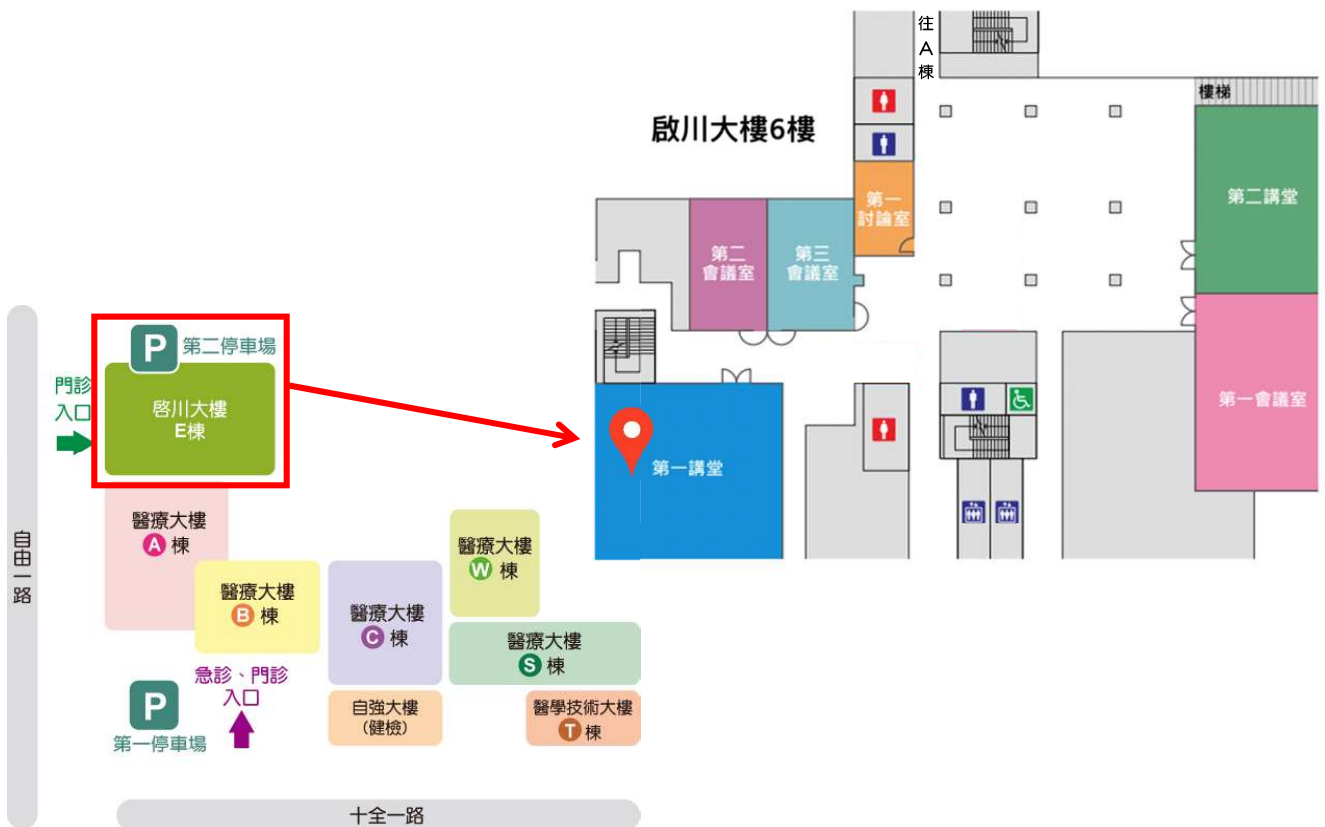 往
A
棟
樓梯
啟川大樓6樓
第二講堂
第一
討論室
第二
會議室
第三
會議室
P
第二停車場
門診
入口
啓川大樓
E棟
第一會議室
第一講堂
醫療大樓
A 棟
自由一路
醫療大樓
W 棟
醫療大樓
B 棟
醫療大樓
C 棟
醫療大樓
S 棟
急診、門診
入口
P
第一停車場
自強大樓
(健檢)
醫學技術大樓
T 棟
十全一路